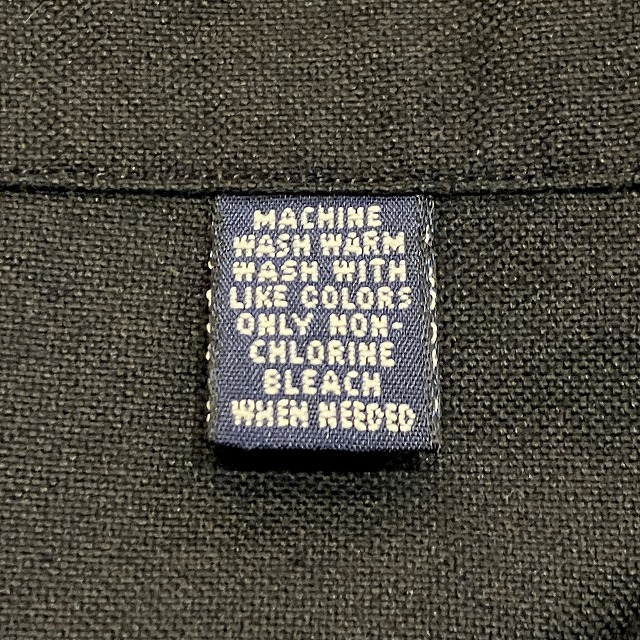 MACHINE
WASH WARM
WASH WITH
LIKE COLORS
ONLY NON-
CHLORINE
BLEACH
WHEN NEEDED